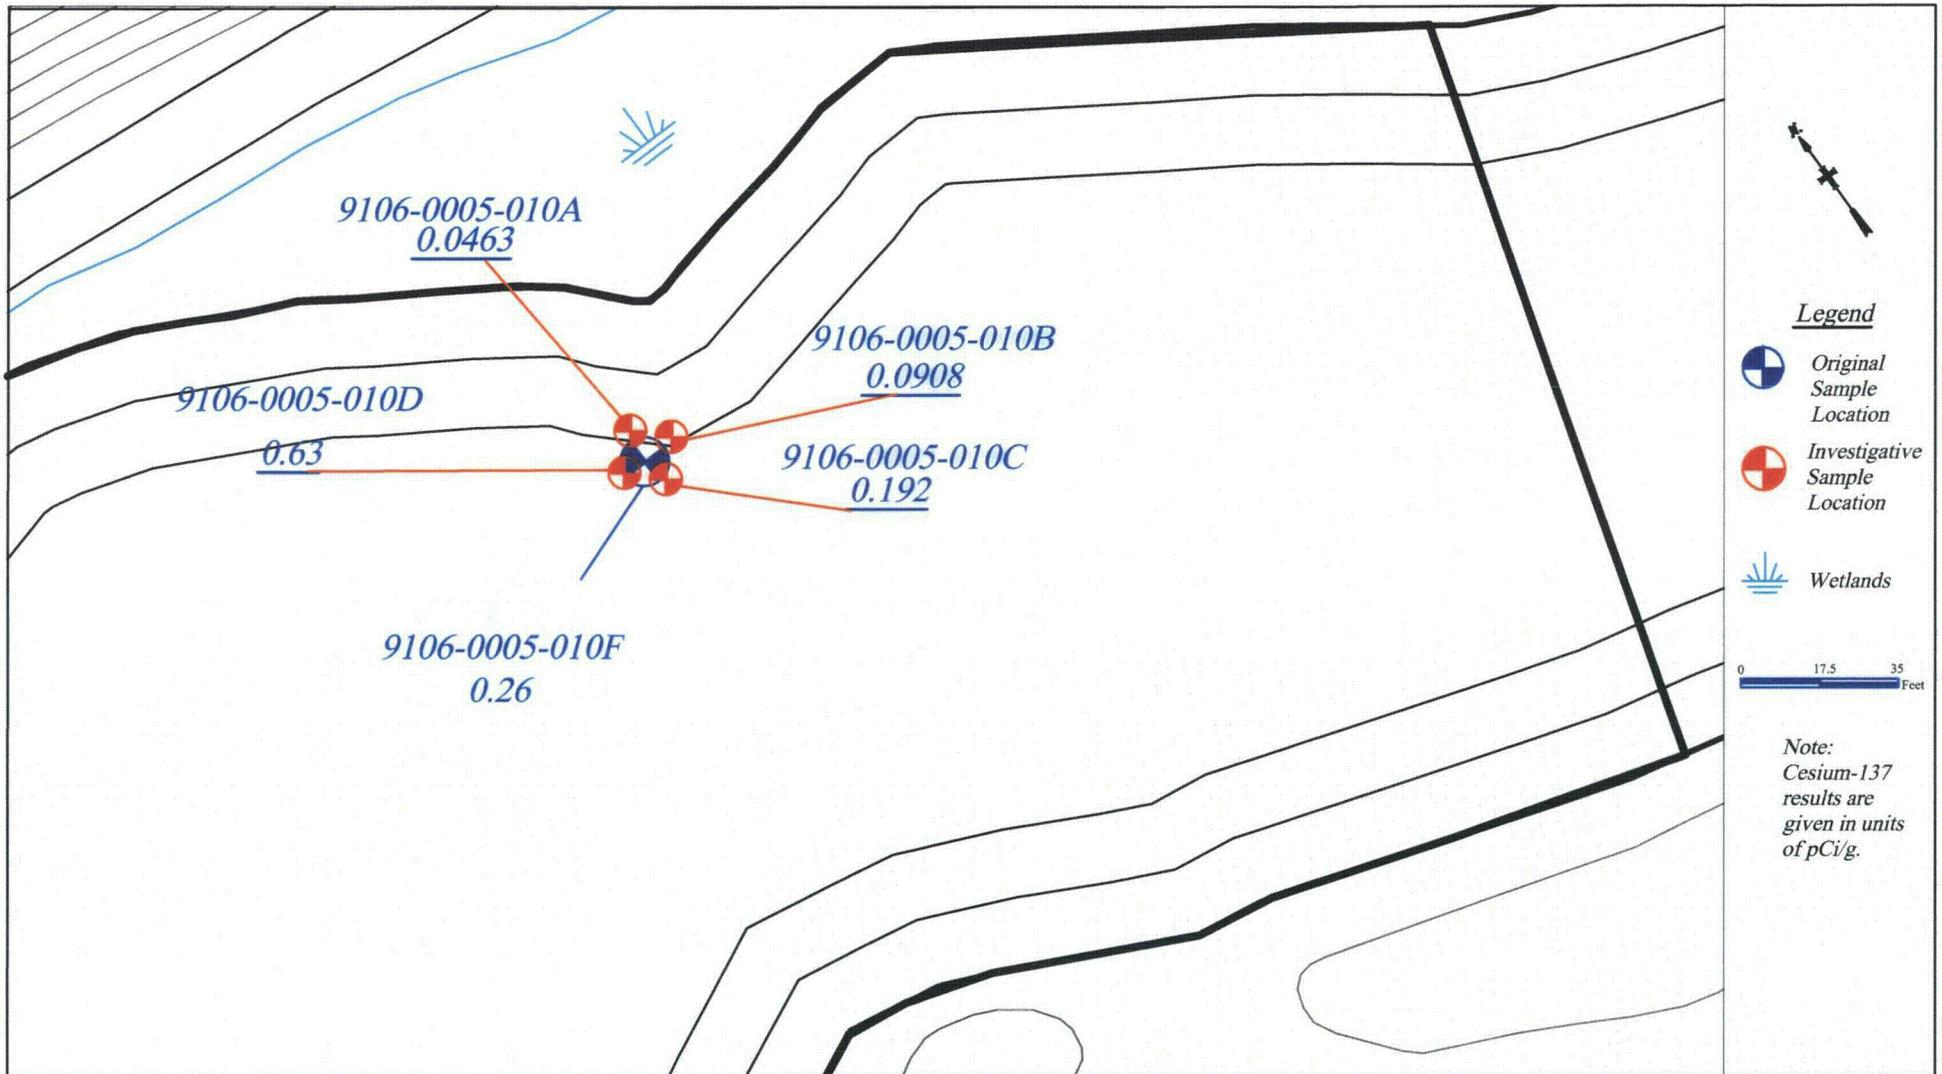 9106-0005-010A
0.0463
9106-0005-010B
0.0908
9106-0005-010D
0.63
9106-0005-010C
0.192
9106-0005-010F
0.26
Legend
Original
Sample
Location
Investigative
Sample
Location
Wetlands
0 17.5 35
Feet
Note:
Cesium-137
results are
given in units
of pCi/g.